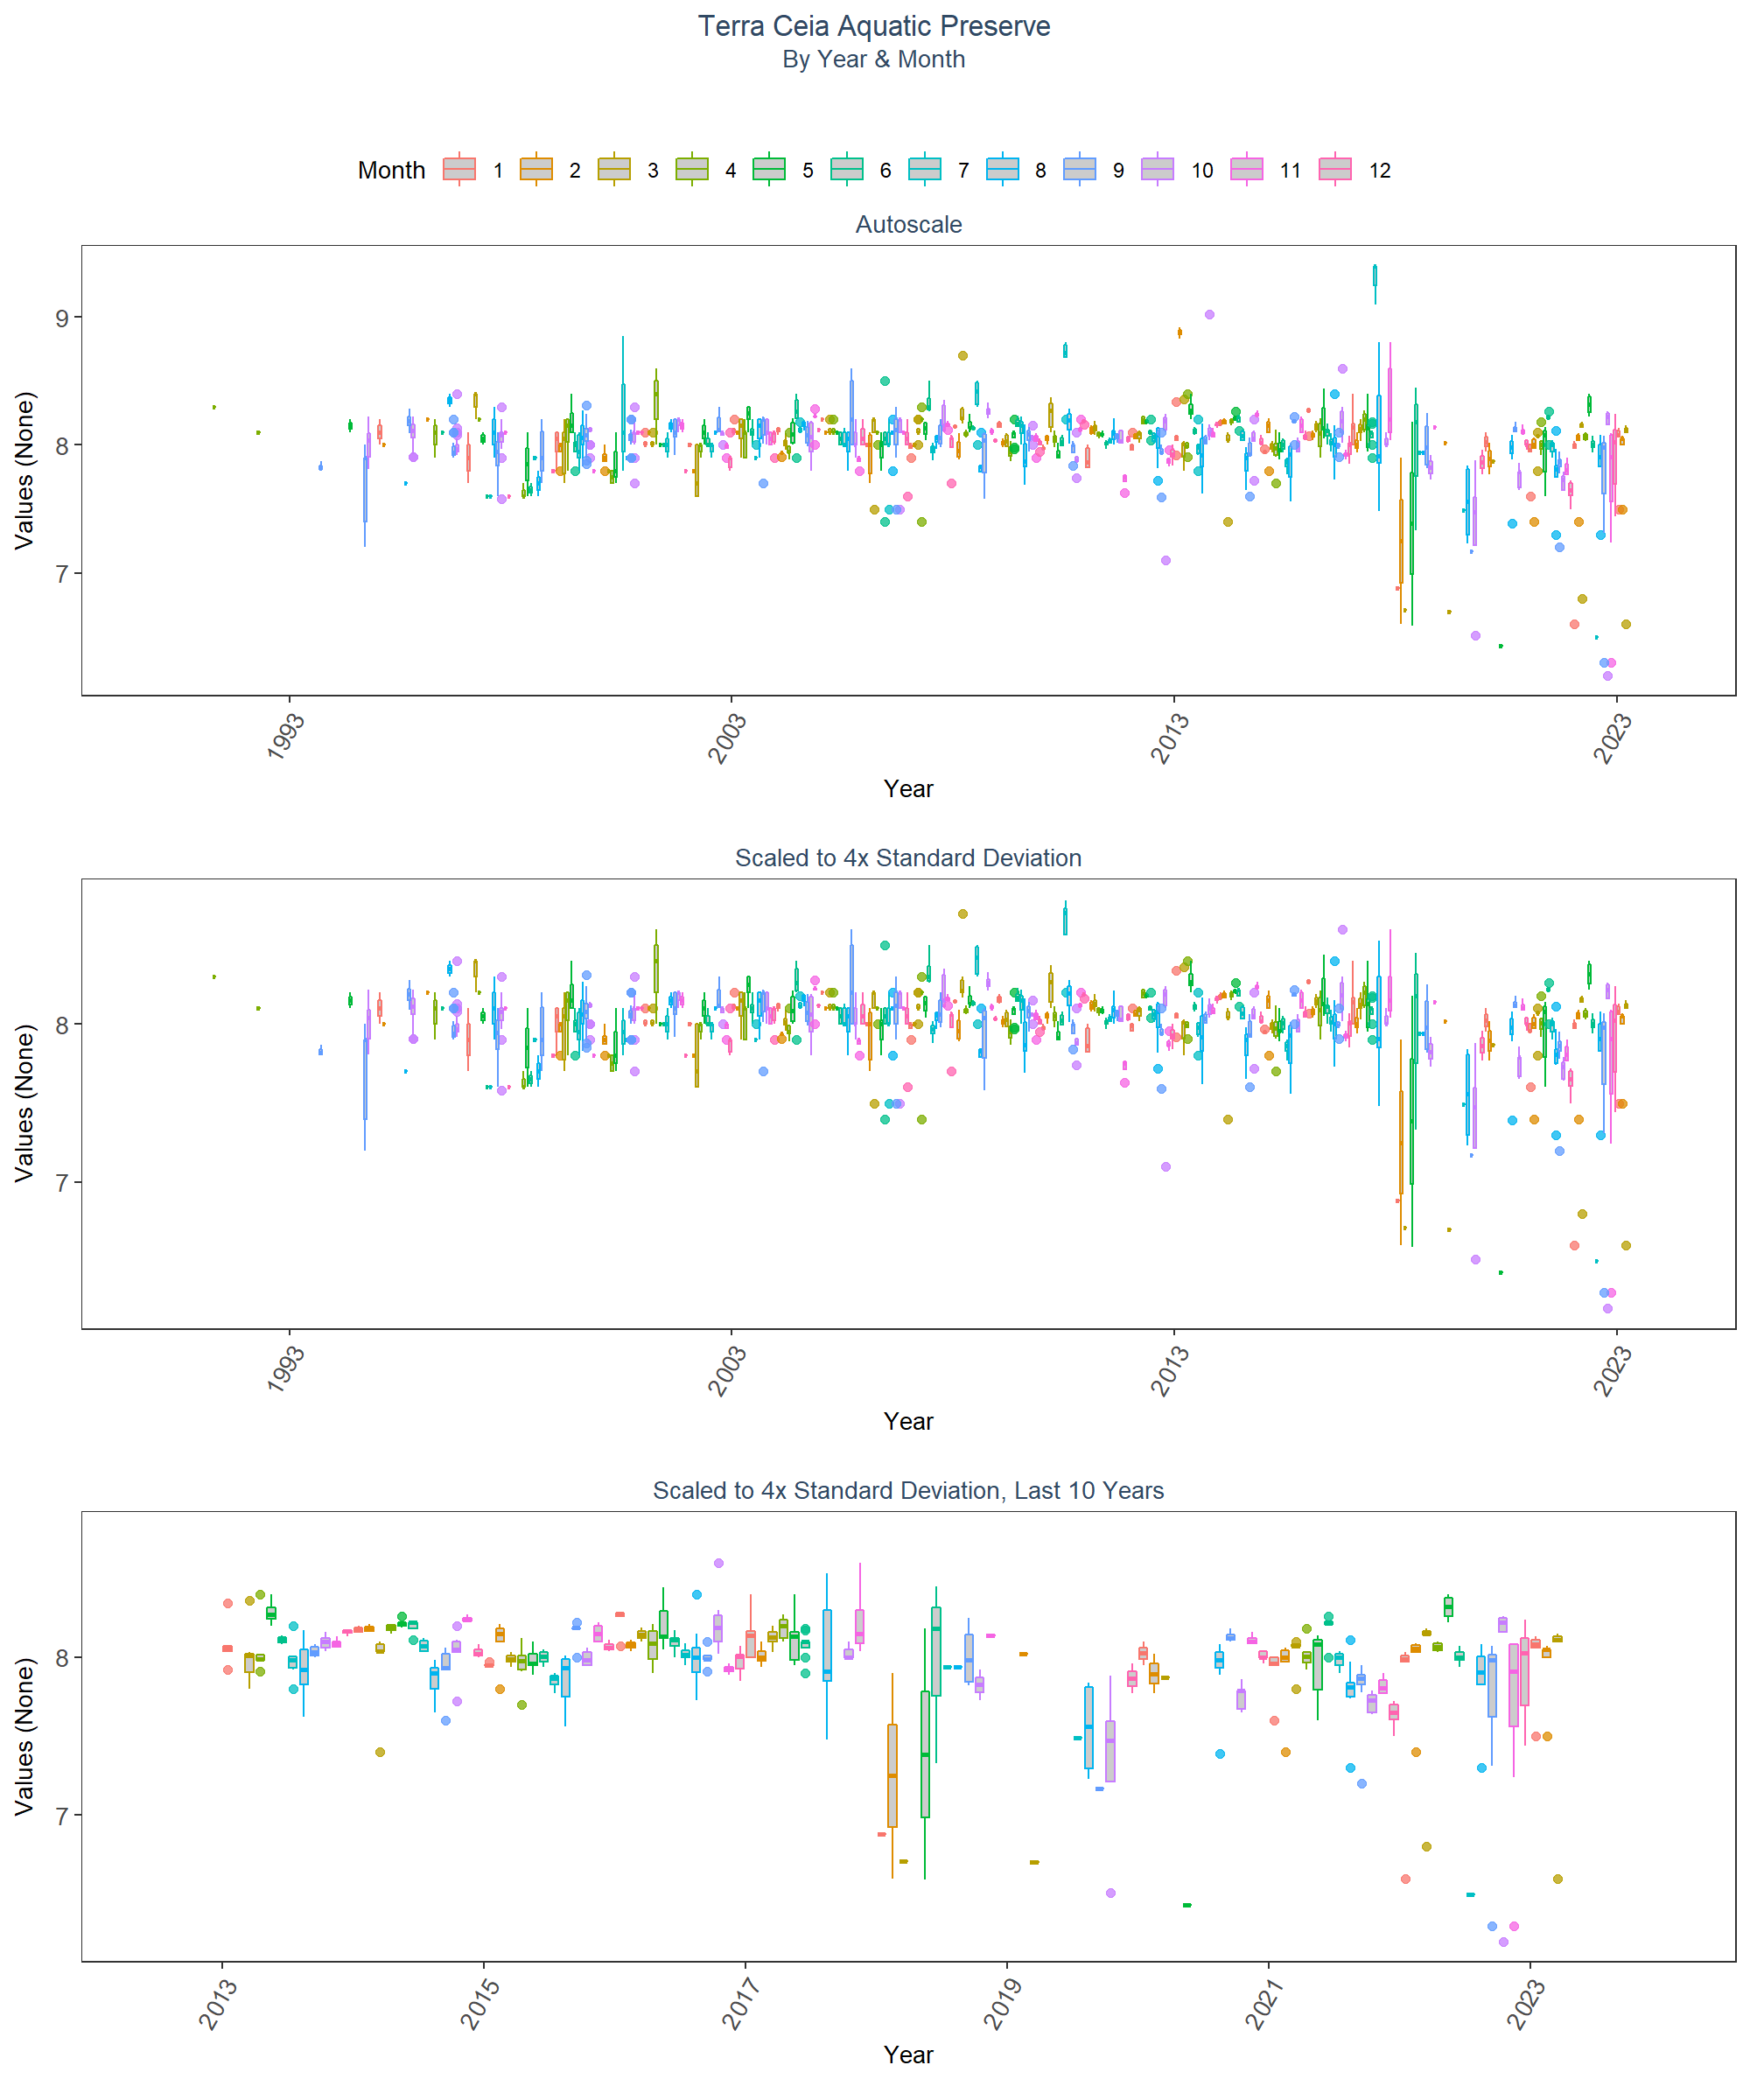 Terra Ceia Aquatic Preserve
By Year & Month
Month 1 2 3 4 5 6 7 8 9 10 11 12
Autoscale
Values (None)
9
8
7
1993 2003 2013 2023
Year
Scaled to 4x Standard Deviation
Values (None)
8
7
1993 2003 2013 2023
Year
Scaled to 4x Standard Deviation, Last 10 Years
Values (None)
8
7
2013 2015 2017 2019 2021 2023
Year